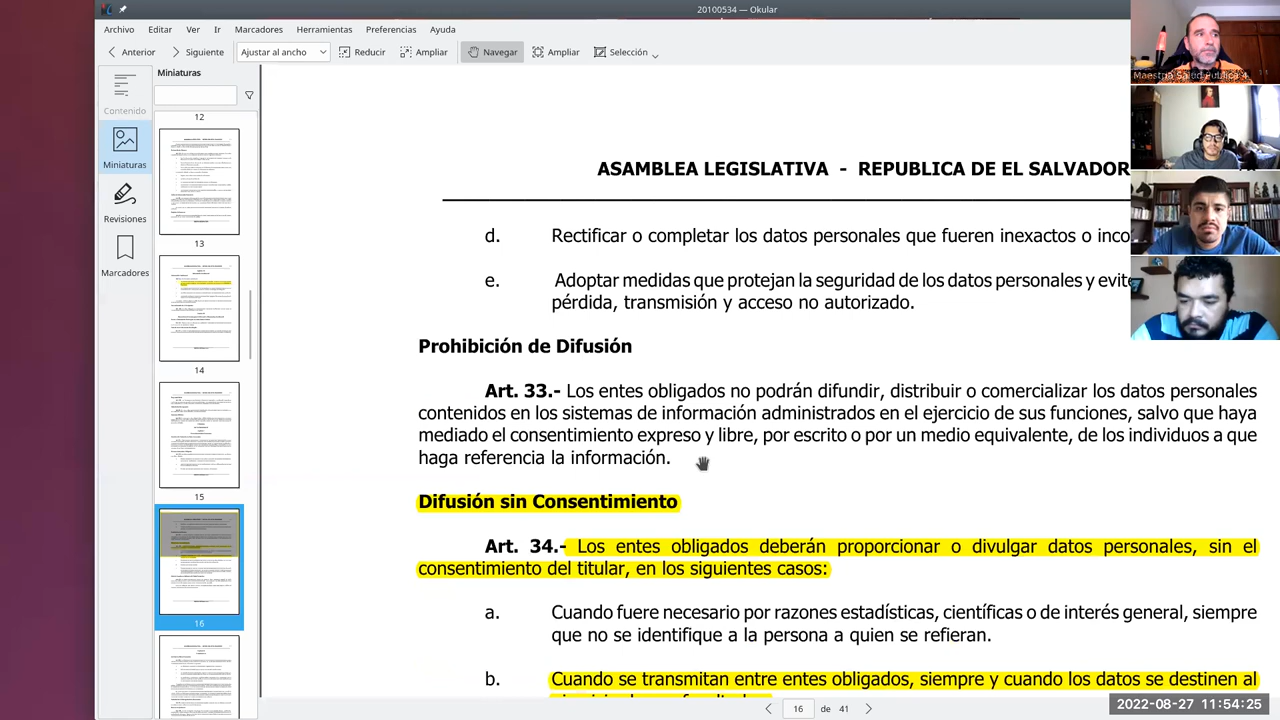 20100534 — Okular
Archivo Editar Ver Ir Marcadores Herramientas Preferencias Ayuda
Anterior Siguiente Ajustar al ancho Reducir Ampliar Navegar Ampliar Selección
Contenido
Miniaturas
Revisiones
Marcadores
Miniaturas
12
13
14
15
16
Maestría Salud Publica 4
ASAMBLEA LEGISLATIVA - REPÚBLICA DE EL SALVADOR
d. Rectificar o completar los datos personales que fueren inexactos o inco
e. Adoptar medidas que protejan la seguridad de los datos personales y evite
pérdida, transmisión y acceso no autorizado.
Prohibición de Difusión
Art. 33.- Los entes obligados no podrán difundir, distribuir o comercializar los datos personales
contenidos en los sistemas de información administrados en el ejercicio de sus funciones, salvo que haya
mediado el consentimiento expreso y libre, por escrito o por un medio equivalente, de los individuos a que
haga referencia la información.
Difusión sin Consentimiento
Art. 34.- Los entes obligados deberán proporcionar o divulgar datos personales, sin el
consentimiento del titular, en los siguientes casos:
a. Cuando fuere necesario por razones estadísticas, científicas o de interés general, siempre
que no se identifique a la persona a quien se refieran.
b. Cuando se transmitan entre entes obligados, siempre y cuando los datos se destinen al
16 de 41
2022-08-27 11:54:25